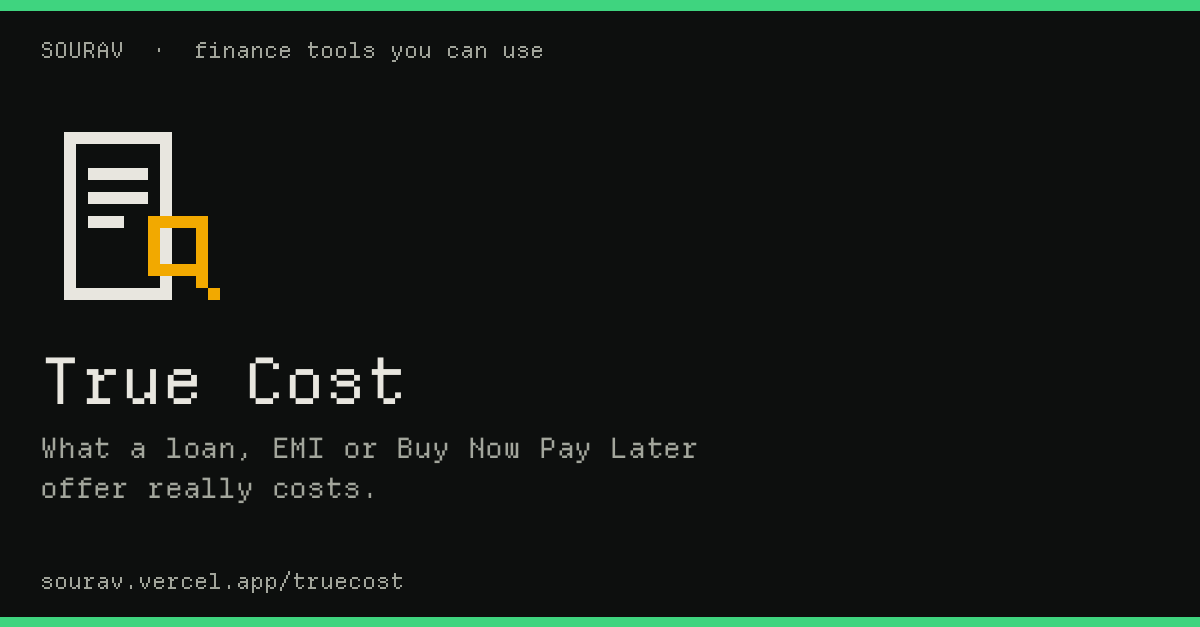 SOURAV · finance tools you can use
True Cost
What a loan, EMI or Buy Now Pay Later
offer really costs.
sourav.vercel.app/truecost